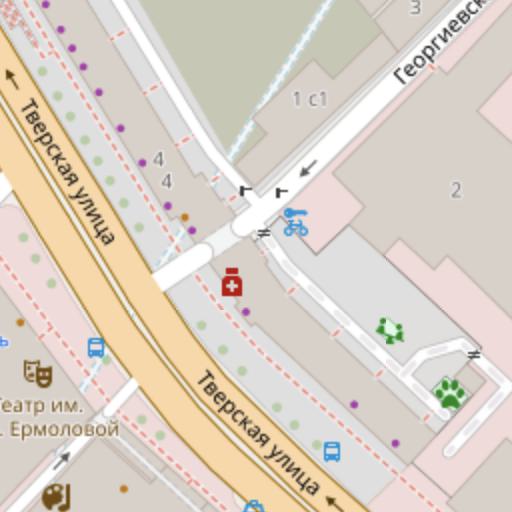 3
Георгиевск
1 с1
Тверская улица
4
4
2
Театр им.
. Ермоловой
Тверская улица